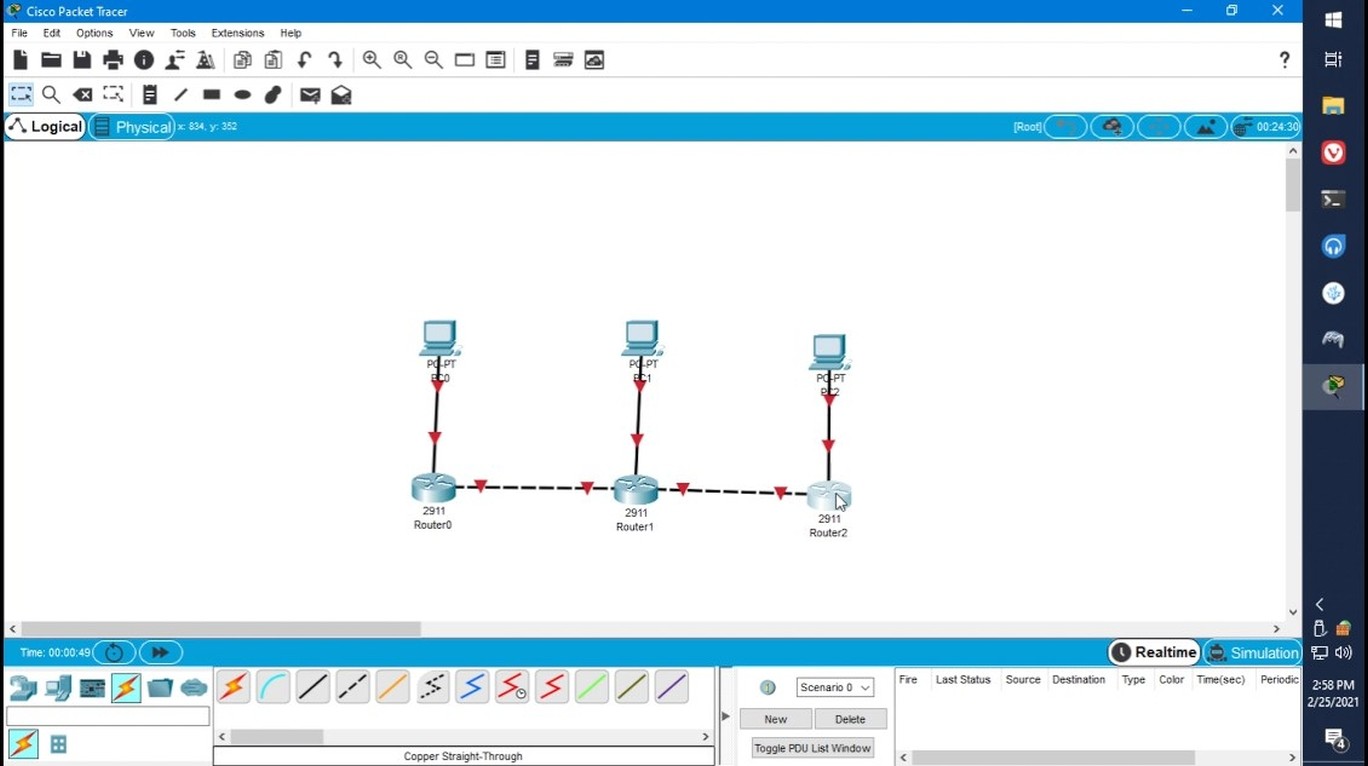 Cisco Packet Tracer
File Edit Options View Tools Extensions Help
?
Logical Physical x: 834, y: 352 [Root] 00:24:30
PC-PT
PC0
PC-PT
PC1
PC-PT
PC2
2911
Router0
2911
Router1
2911
Router2
Time: 00:00:49 Realtime Simulation
Scenario 0
Fire Last Status Source Destination Type Color Time(sec) Periodic
New Delete
Toggle PDU List Window
Copper Straight-Through
2:58 PM
2/25/2021
4